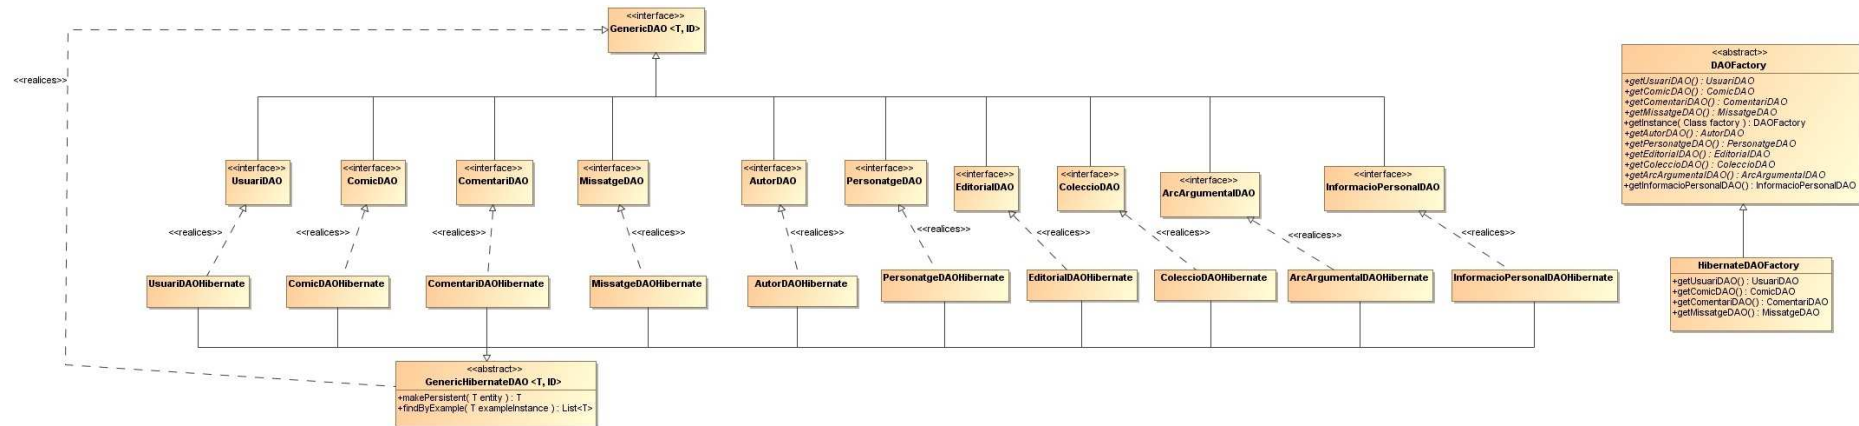 <<interface>>
GenericDAO <T, ID>
<<realices>>
<<abstract>>
DAOFactory
+getUsuariDAO() : UsuariDAO
+getComicDAO() : ComicDAO
+getComentariDAO() : ComentariDAO
+getMissatgeDAO() : MissatgeDAO
+getInstance( Class factory ) : DAOFactory
+getAutorDAO() : AutorDAO
+getPersonatgeDAO() : PersonatgeDAO
+getEditorialDAO() : EditorialDAO
+getColeccioDAO() : ColeccioDAO
+getArcArgumentalDAO() : ArcArgumentalDAO
+getInformacioPersonalDAO() : InformacioPersonalDAO
<<interface>>
UsuariDAO
<<interface>>
ComicDAO
<<interface>>
ComentariDAO
<<interface>>
MissatgeDAO
<<interface>>
AutorDAO
<<interface>>
PersonatgeDAO
<<interface>>
EditorialDAO
<<interface>>
ColeccioDAO
<<interface>>
ArcArgumentalDAO
<<interface>>
InformacioPersonalDAO
<<realices>>
<<realices>>
<<realices>>
<<realices>>
<<realices>>
<<realices>>
<<realices>>
<<realices>>
<<realices>>
<<realices>>
UsuariDAOHibernate
ComicDAOHibernate
ComentariDAOHibernate
MissatgeDAOHibernate
AutorDAOHibernate
PersonatgeDAOHibernate
EditorialDAOHibernate
ColeccioDAOHibernate
ArcArgumentalDAOHibernate
InformacioPersonalDAOHibernate
HibernateDAOFactory
+getUsuariDAO() : UsuariDAO
+getComicDAO() : ComicDAO
+getComentariDAO() : ComentariDAO
+getMissatgeDAO() : MissatgeDAO
<<abstract>>
GenericHibernateDAO <T, ID>
+makePersistent( T entity ) : T
+findByExample( T exampleInstance ) : List<T>